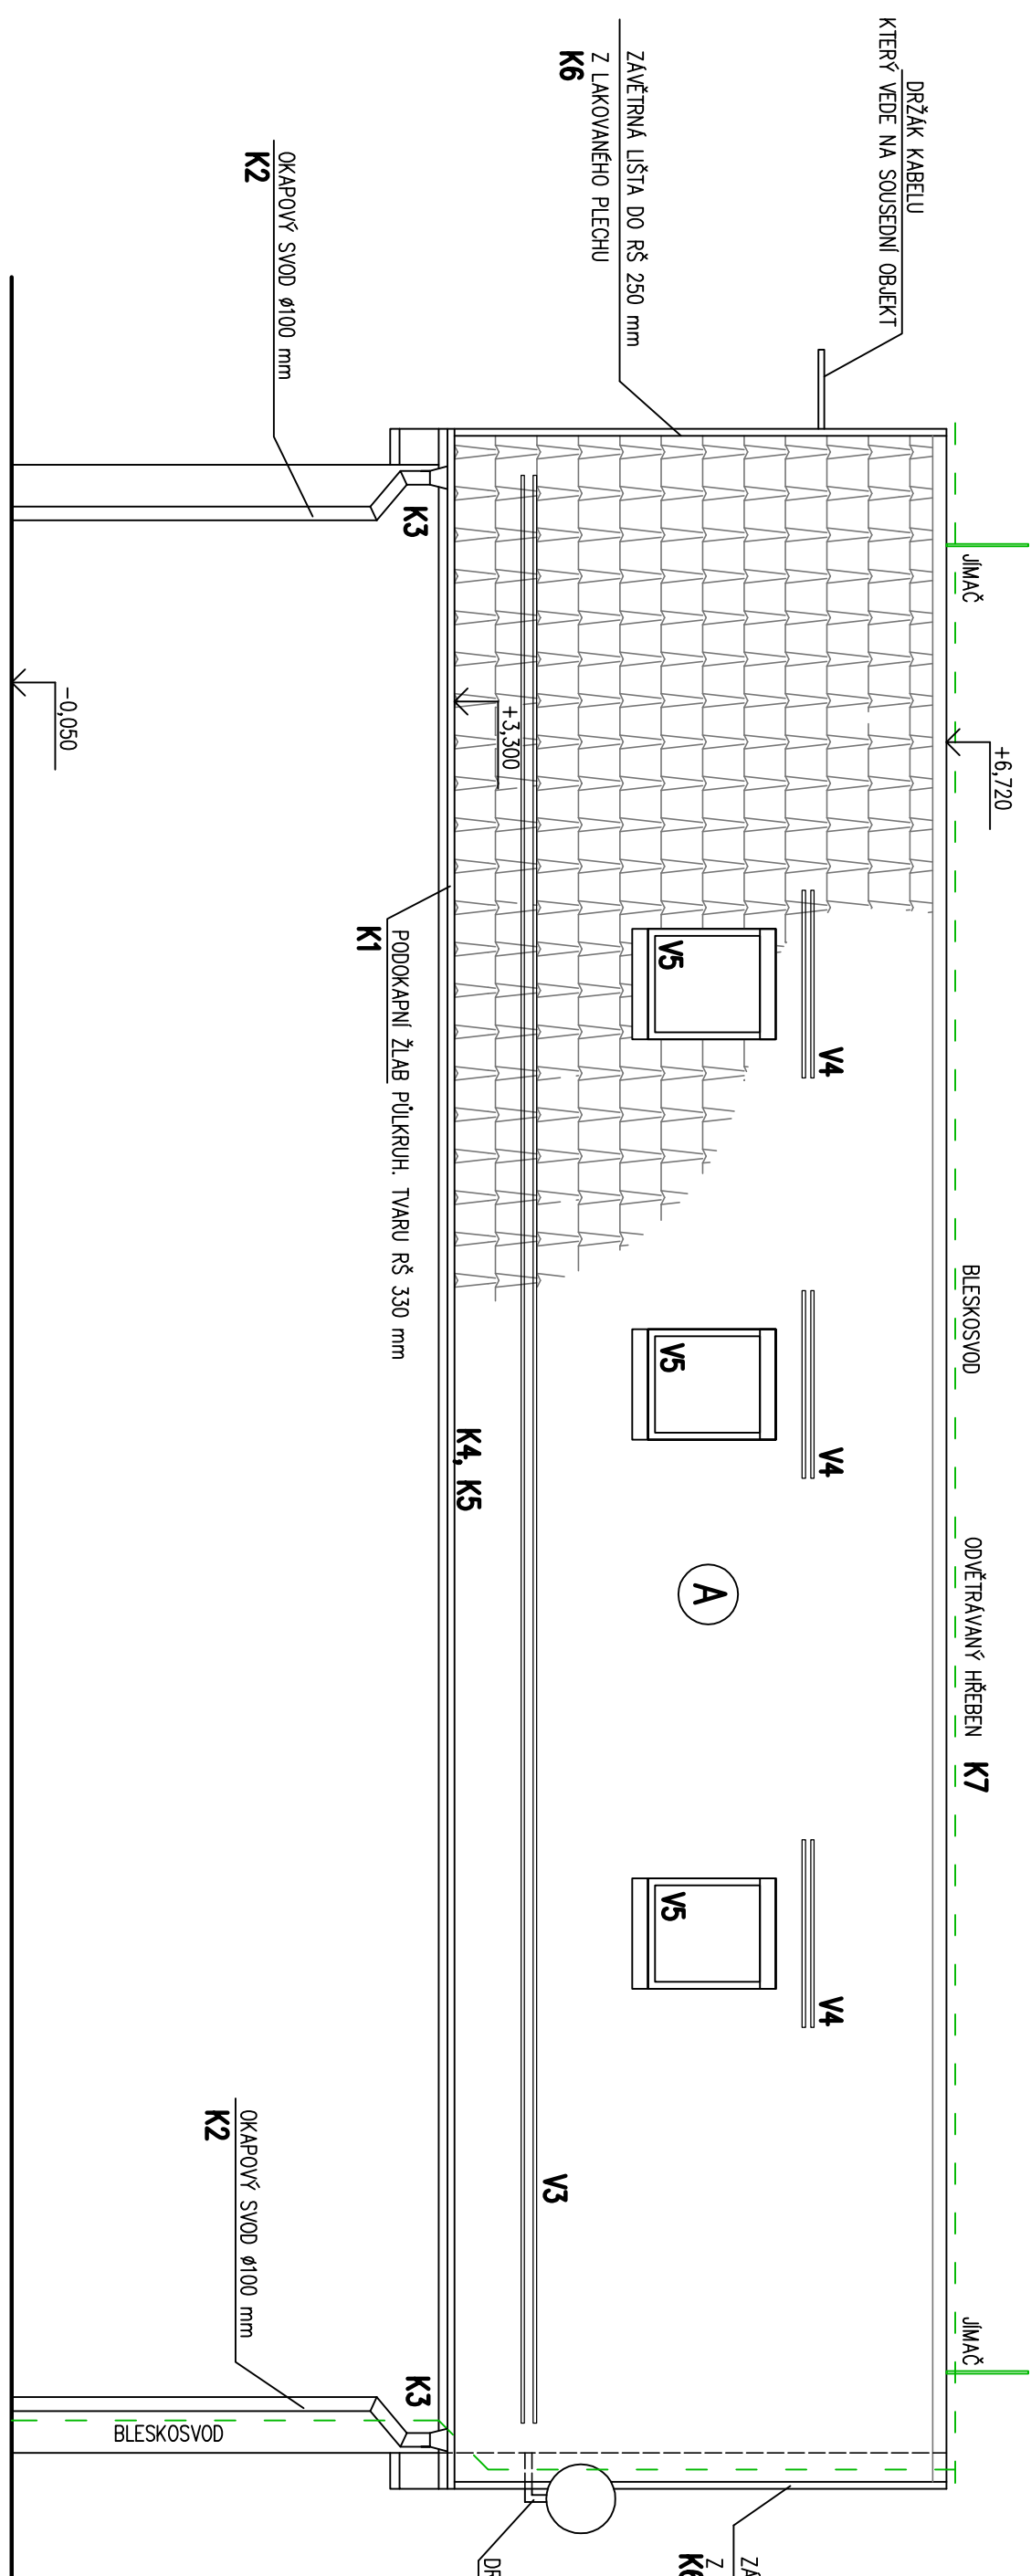 DRŽÁK KABELU
KTERÝ VEDE NA SOUSEDNÍ OBJEKT
ZÁVĚTRNÁ LIŠTA DO RŠ 250 mm
Z LAKOVANÉHO PLECHU
K6
OKAPOVÝ SVOD ø100 mm
K2
JÍMAČ
+6,720
BLESKOSVOD
ODVĚTRÁVANÝ HŘEBEN K7
JÍMAČ
V4
V4
V4
V5
V5
V5
A
V3
+3,300
K4, K5
K3
K3
PODOKAPNÍ ŽLAB PŮLKRUH. TVARU RŠ 330 mm
K1
-0,050
OKAPOVÝ SVOD ø100 mm
K2
BLESKOSVOD
Z
K6